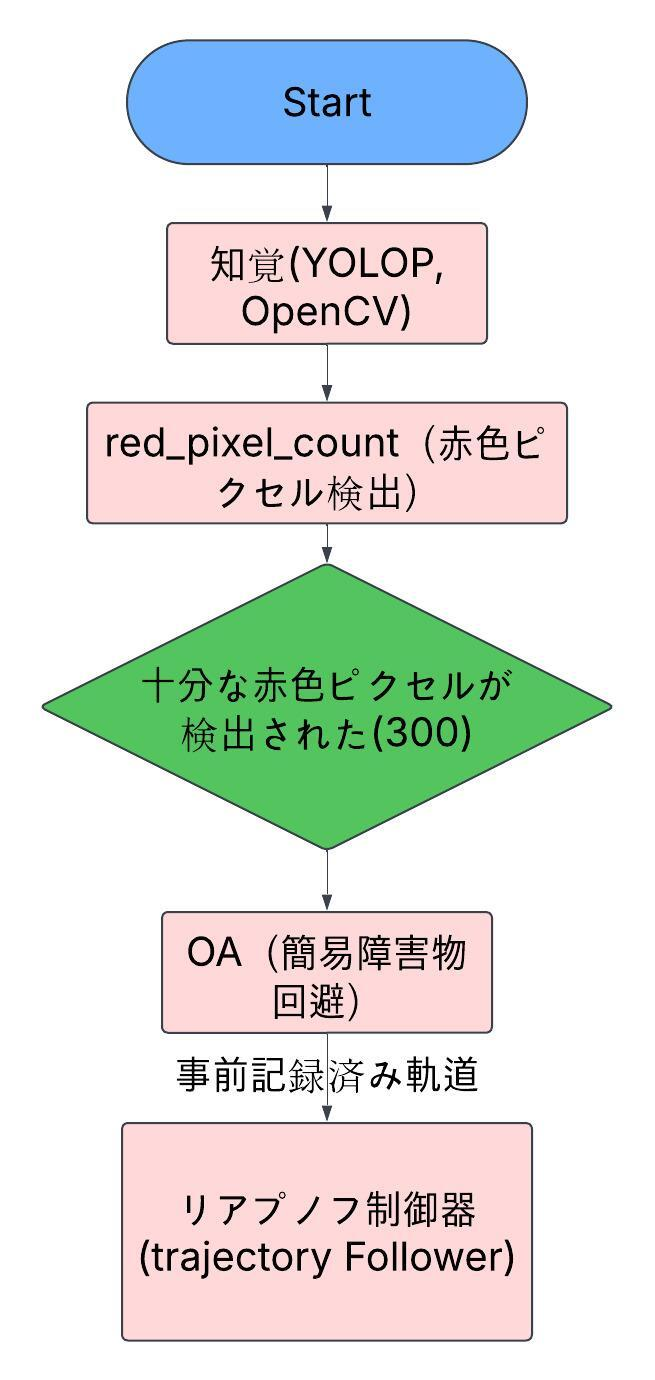 Start
知覚(YOLOP,
OpenCV)
red_pixel_count（赤色ピ
クセル検出）
十分な赤色ピクセルが
検出された(300)
OA（簡易障害物
回避）
事前記録済み軌道
リアプノフ制御器
(trajectory Follower)